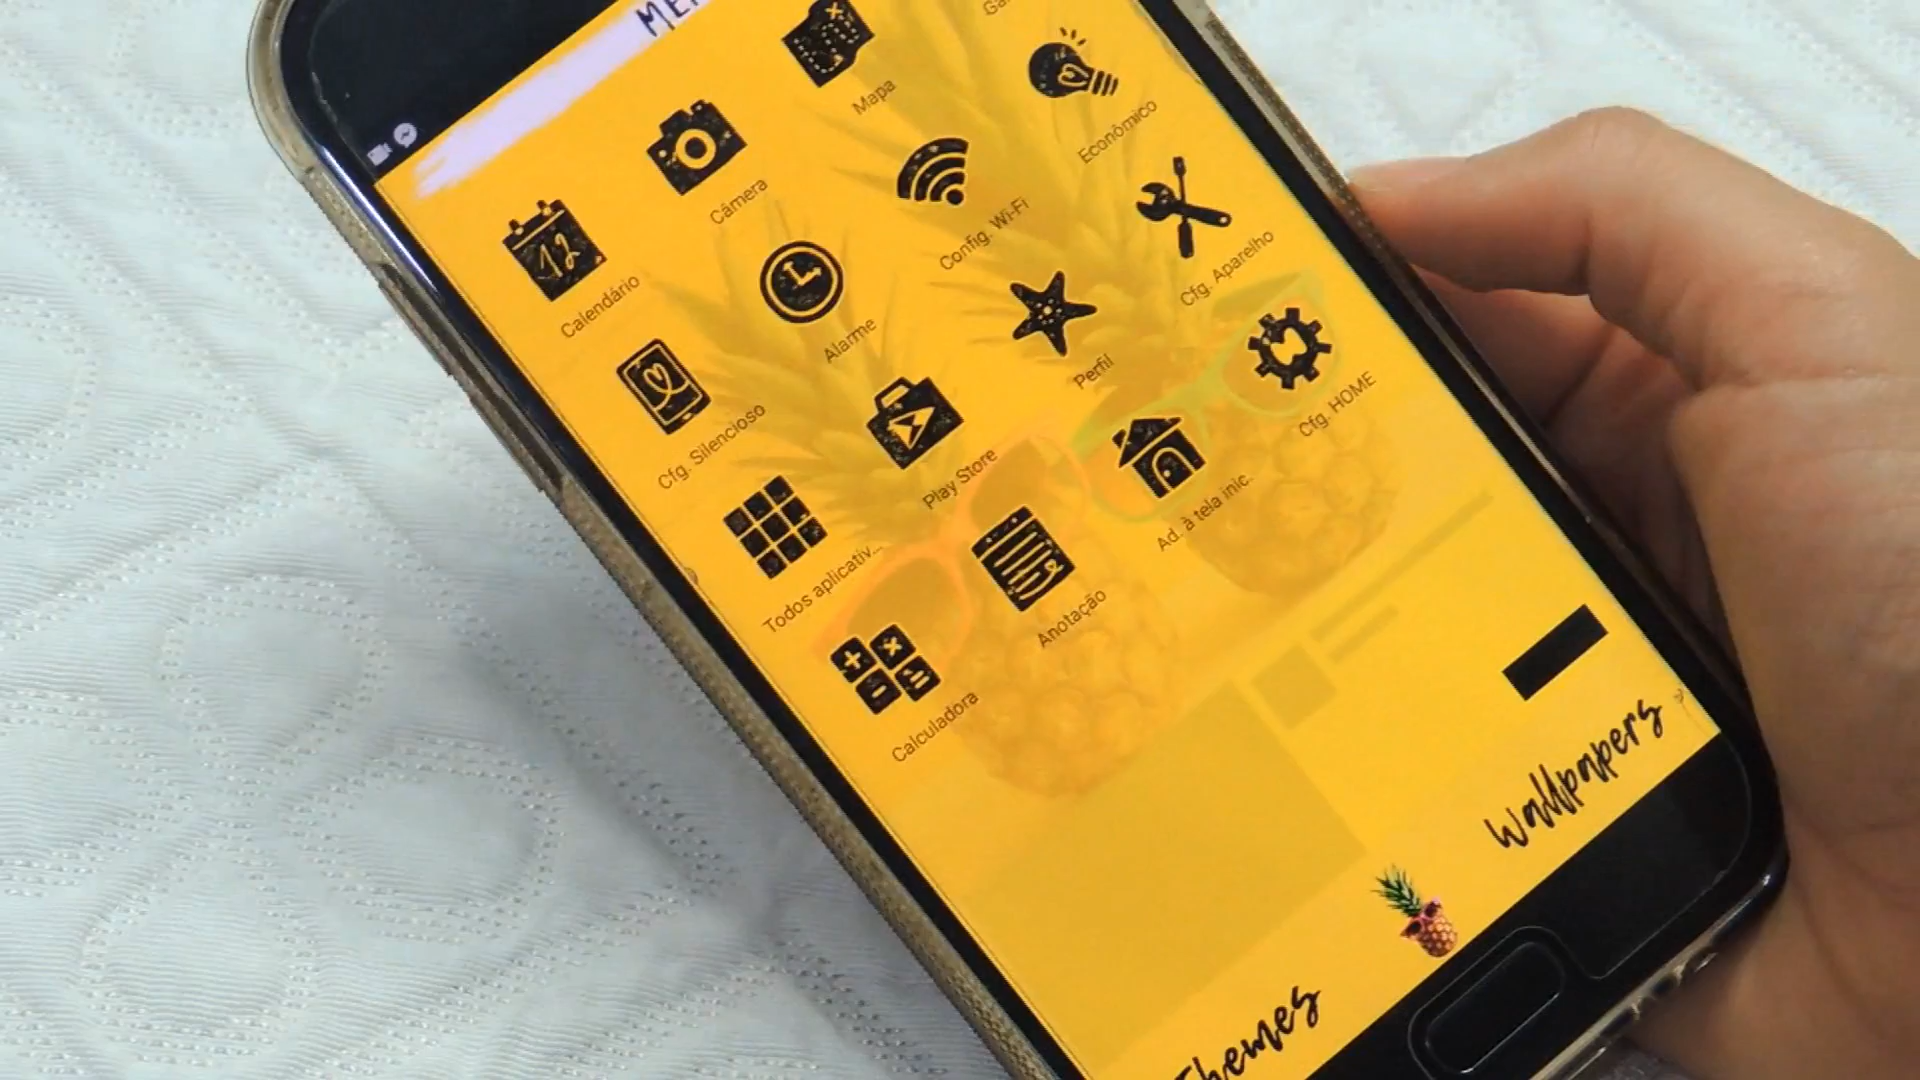 12
Calendário
Câmera
Mapa
Cfg. Silencioso
Alarme
Config. Wi-Fi
Econômico
Todos aplicativ...
Play Store
Perfil
Cfg. Aparelho
Calculadora
Anotação
Ad. à tela inic.
Cfg. HOME
Themes
Wallpapers